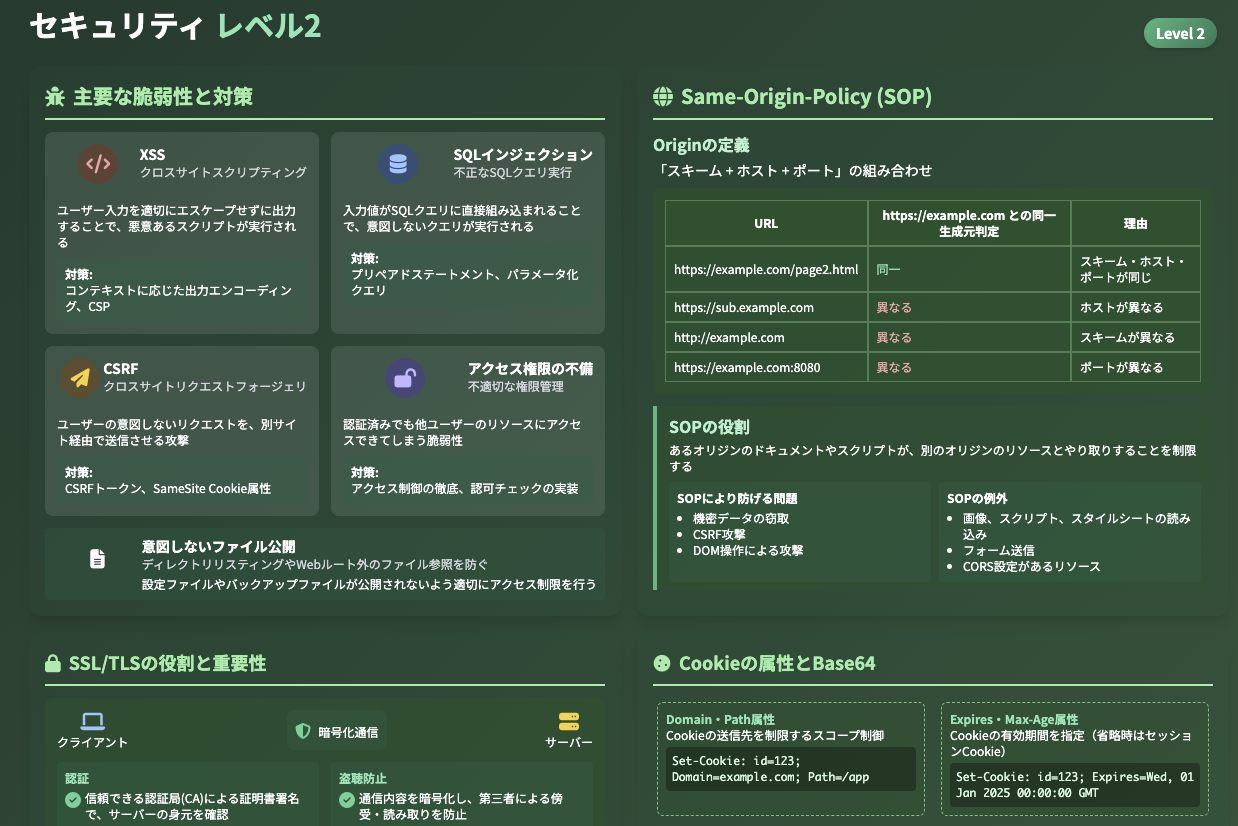 セキュリティ レベル2
Level 2
主要な脆弱性と対策
XSS
クロスサイトスクリプティング
ユーザー入力を適切にエスケープせずに出力
することで、悪意あるスクリプトが実行され
る
対策:
コンテキストに応じた出力エンコーディン
グ、CSP
SQLインジェクション
不正なSQLクエリ実行
入力値がSQLクエリに直接組み込まれること
で、意図しないクエリが実行される
対策:
プリペアドステートメント、パラメータ化
クエリ
CSRF
クロスサイトリクエストフォージェリ
ユーザーの意図しないリクエストを、別サイ
ト経由で送信させる攻撃
対策:
CSRFトークン、SameSite Cookie属性
アクセス権限の不備
不適切な権限管理
認証済みでも他ユーザーのリソースにアクセ
スできてしまう脆弱性
対策:
アクセス制御の徹底、認可チェックの実装
意図しないファイル公開
ディレクトリリスティングやWebルート外のファイル参照を防ぐ
設定ファイルやバックアップファイルが公開されないよう適切にアクセス制限を行う
Same-Origin-Policy (SOP)
Originの定義
「スキーム + ホスト + ポート」の組み合わせ
URL
https://example.com との同一
生成元判定
理由
https://example.com/page2.html
同一
スキーム・ホスト・
ポートが同じ
https://sub.example.com
異なる
ホストが異なる
http://example.com
異なる
スキームが異なる
https://example.com:8080
異なる
ポートが異なる
SOPの役割
あるオリジンのドキュメントやスクリプトが、別のオリジンのリソースとやり取りすることを制限
する
SOPにより防げる問題
• 機密データの窃取
• CSRF攻撃
• DOM操作による攻撃
SOPの例外
• 画像、スクリプト、スタイルシートの読み
込み
• フォーム送信
• CORS設定があるリソース
SSL/TLSの役割と重要性
クライアント
暗号化通信
サーバー
認証
信頼できる認証局(CA)による証明書署名
で、サーバーの身元を確認
盗聴防止
通信内容を暗号化し、第三者による傍
受・読み取りを防止
Cookieの属性とBase64
Domain・Path属性
Cookieの送信先を制限するスコープ制御
Set-Cookie: id=123;
Domain=example.com; Path=/app
Expires・Max-Age属性
Cookieの有効期間を指定（省略時はセッショ
ンCookie）
Set-Cookie: id=123; Expires=Wed, 01
Jan 2025 00:00:00 GMT